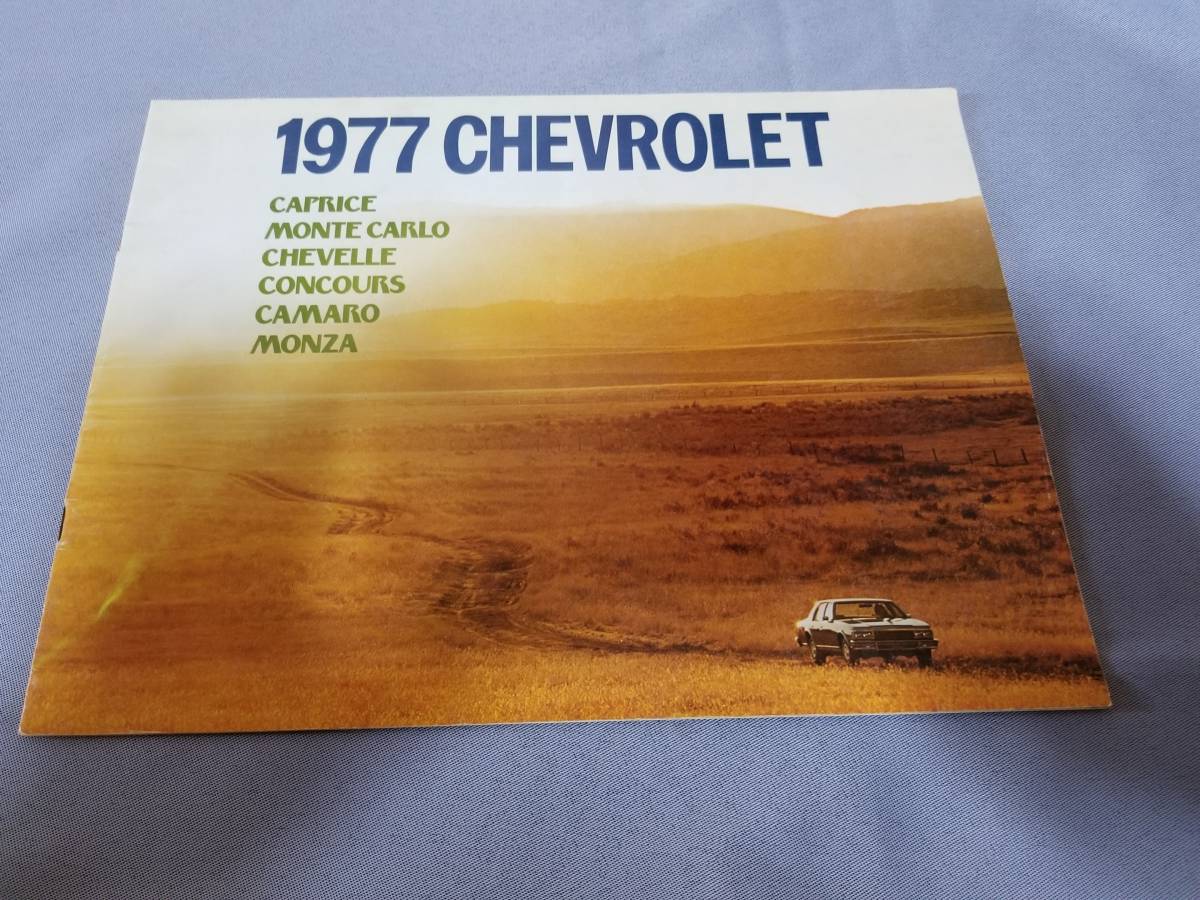 1977 CHEVROLET
CAPRICE
MONTE CARLO
CHEVELLE
CONCOURS
CAMARO
MONZA